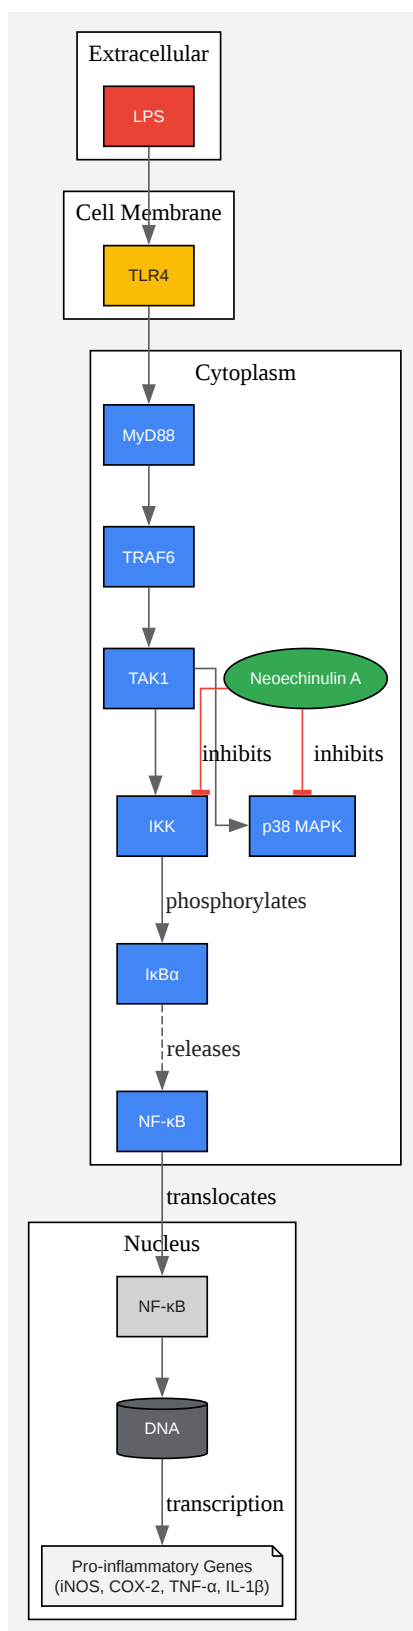 Extracellular
LPS
Cell Membrane
TLR4
Cytoplasm
MyD88
TRAF6
TAK1
Neoechinulin A
inhibits
inhibits
IKK
p38 MAPK
phosphorylates
IκBα
releases
NF-κB
translocates
Nucleus
NF-κB
DNA
transcription
Pro-inflammatory Genes
(iNOS, COX-2, TNF-α, IL-1β)